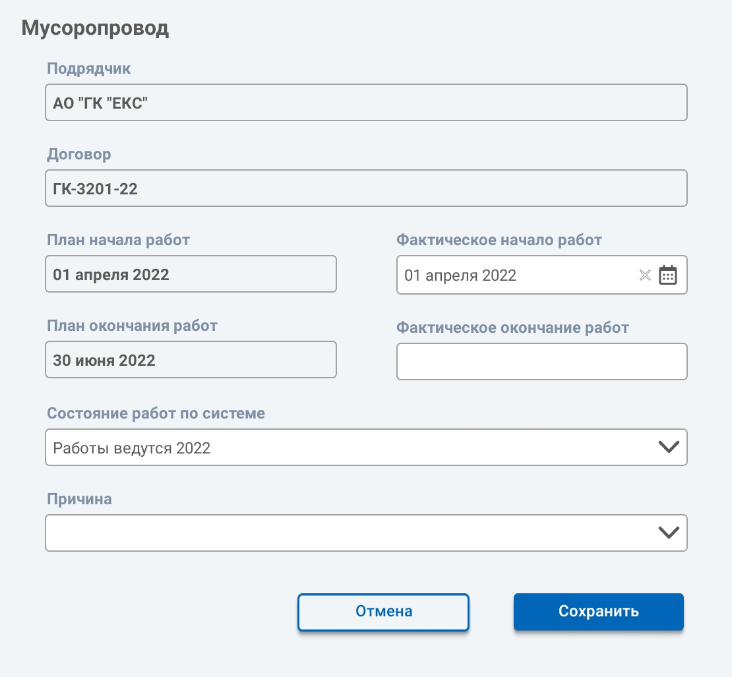 Мусоропровод
Подрядчик
АО "ГК "ЕКС"
Договор
ГК-3201-22
План начала работ
Фактическое начало работ
01 апреля 2022
01 апреля 2022
План окончания работ
Фактическое окончание работ
30 июня 2022
Состояние работ по системе
Работы ведутся 2022
Причина
Отмена
Сохранить